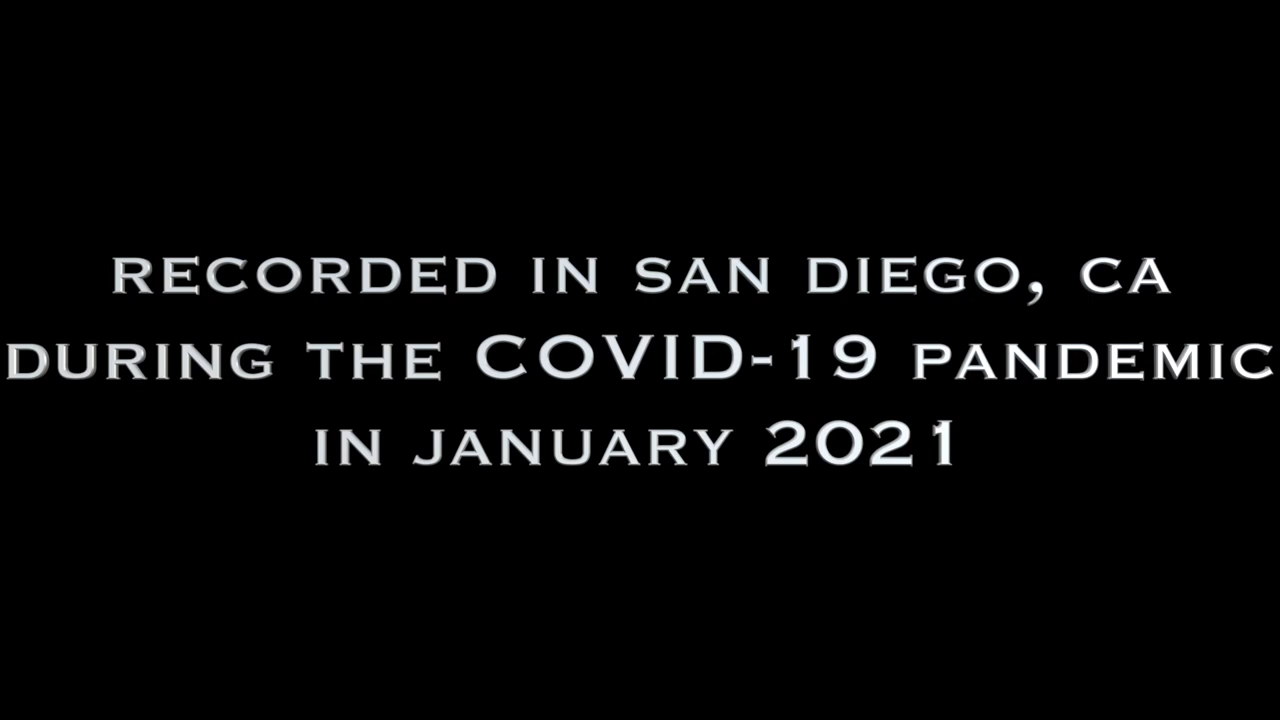 RECORDED IN SAN DIEGO, CA
DURING THE COVID-19 PANDEMIC
IN JANUARY 2021